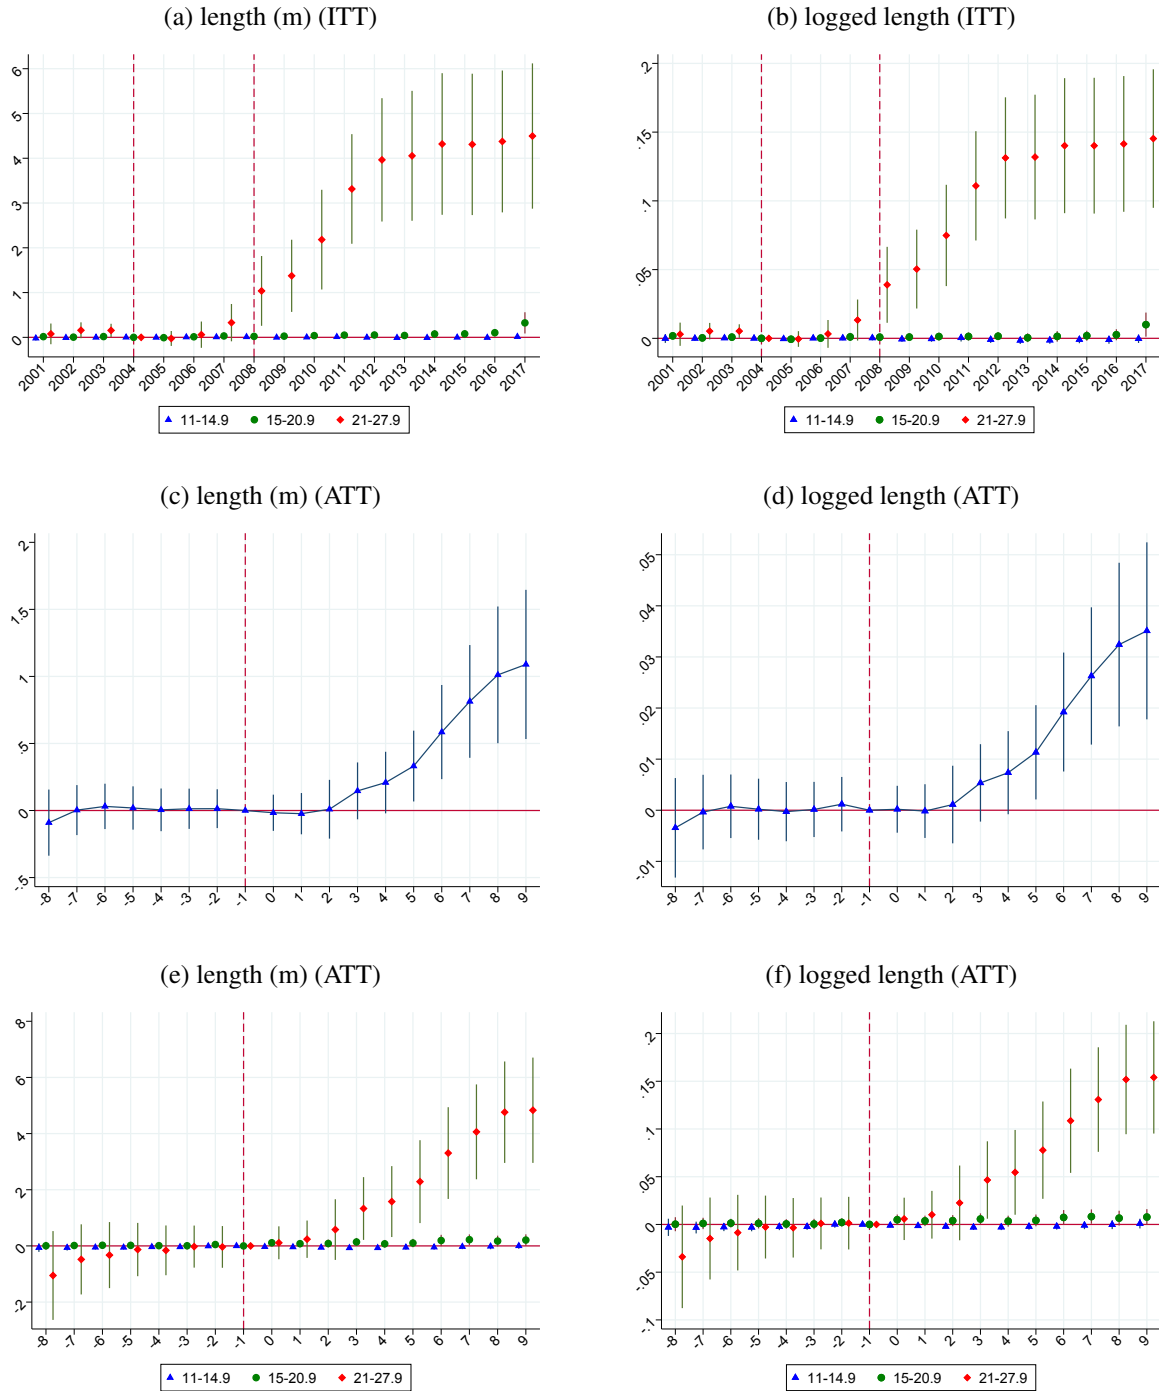 (a) length (m) (ITT)
0 1 2 3 4 5 6
2001 2002 2003 2004 2005 2006 2007 2008 2009 2010 2011 2012 2013 2014 2015 2016 2017
11-14.9 15-20.9 21-27.9
(b) logged length (ITT)
0 .05 .1 .15 .2
2001 2002 2003 2004 2005 2006 2007 2008 2009 2010 2011 2012 2013 2014 2015 2016 2017
11-14.9 15-20.9 21-27.9
(c) length (m) (ATT)
-.5 0 .5 1 1.5 2
-8 -7 -6 -5 -4 -3 -2 -1 0 1 2 3 4 5 6 7 8 9
(d) logged length (ATT)
-.01 0 .01 .02 .03 .04 .05
-8 -7 -6 -5 -4 -3 -2 -1 0 1 2 3 4 5 6 7 8 9
(e) length (m) (ATT)
-2 0 2 4 6 8
-8 -7 -6 -5 -4 -3 -2 -1 0 1 2 3 4 5 6 7 8 9
11-14.9 15-20.9 21-27.9
(f) logged length (ATT)
-.1 -.05 0 .05 .1 .15 .2
-8 -7 -6 -5 -4 -3 -2 -1 0 1 2 3 4 5 6 7 8 9
11-14.9 15-20.9 21-27.9